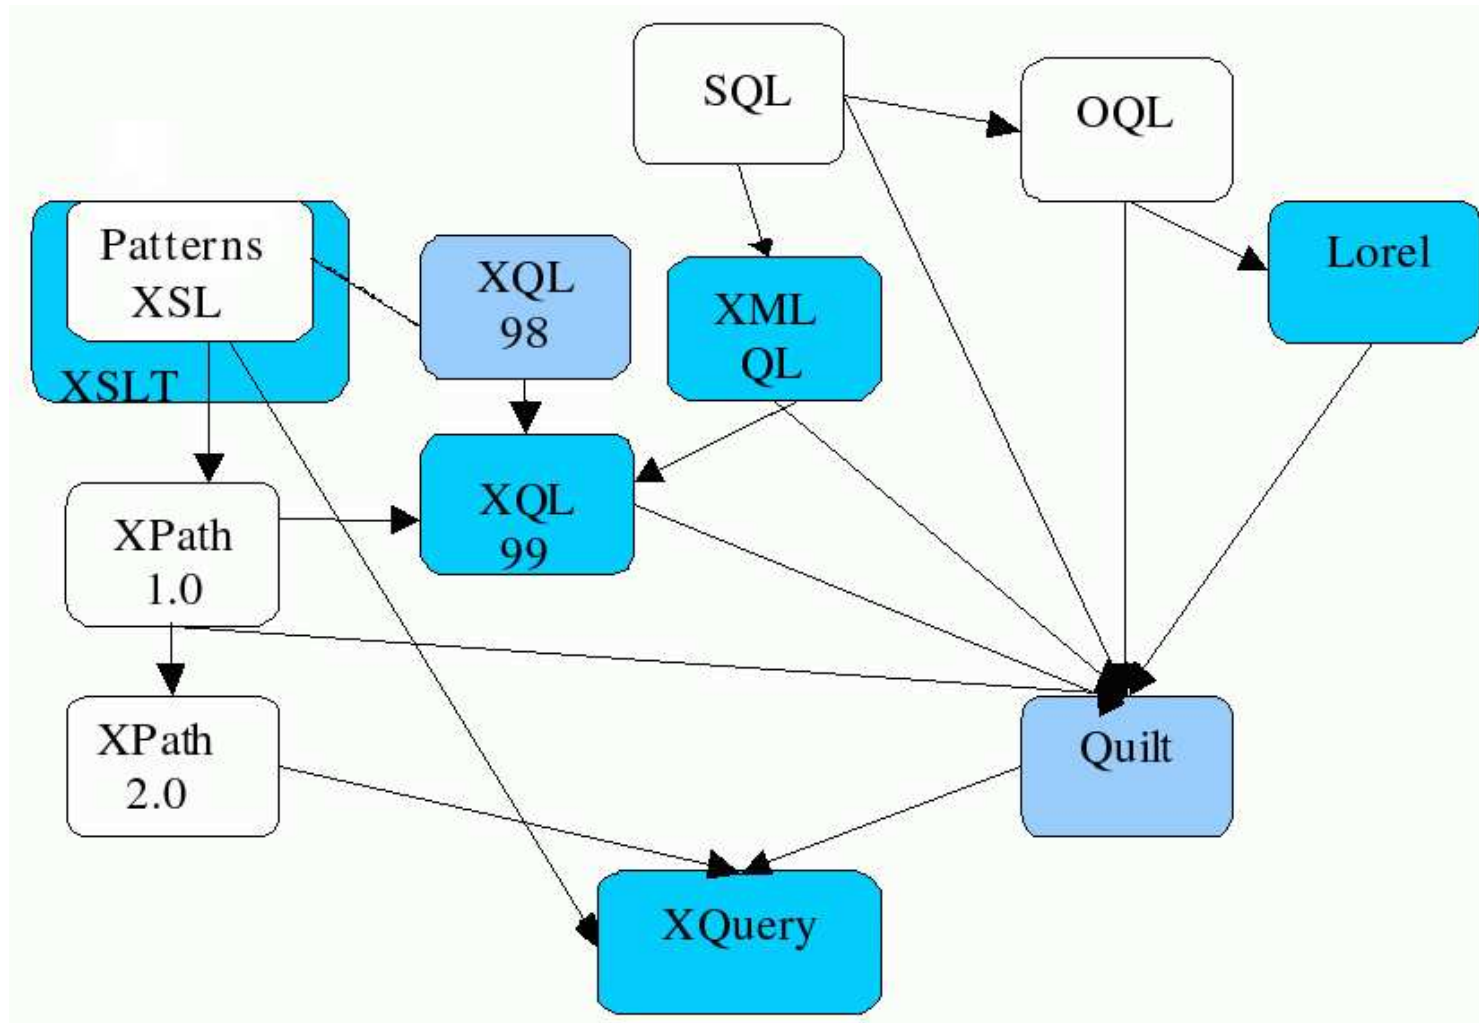 SQL
OQL
Patterns
XSL
XSLT
XQL
98
XML
QL
Lorel
XQL
99
XPath
1.0
XPath
2.0
Quilt
XQuery